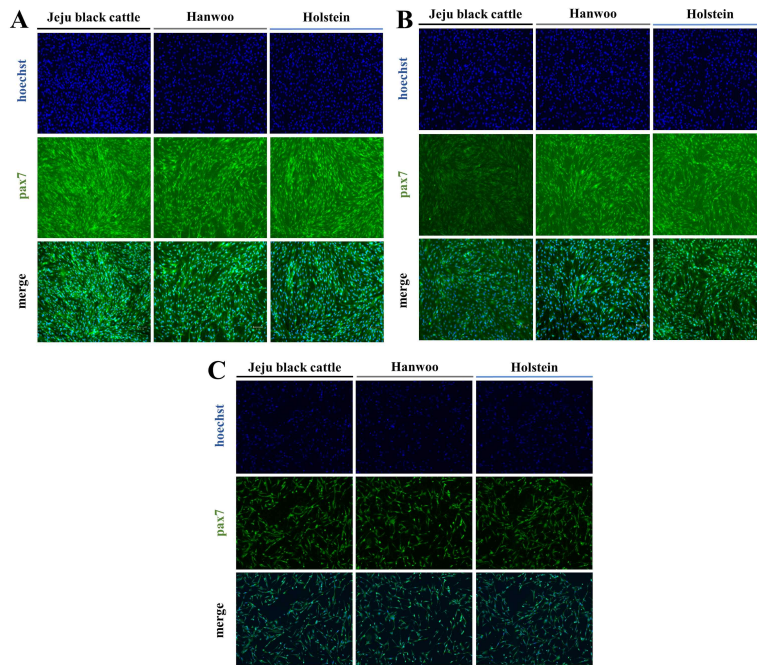 A
Jeju black cattle Hanwoo Holstein
hoechst
pax7
merge
B
Jeju black cattle Hanwoo Holstein
hoechst
pax7
merge
C
Jeju black cattle Hanwoo Holstein
hoechst
pax7
merge